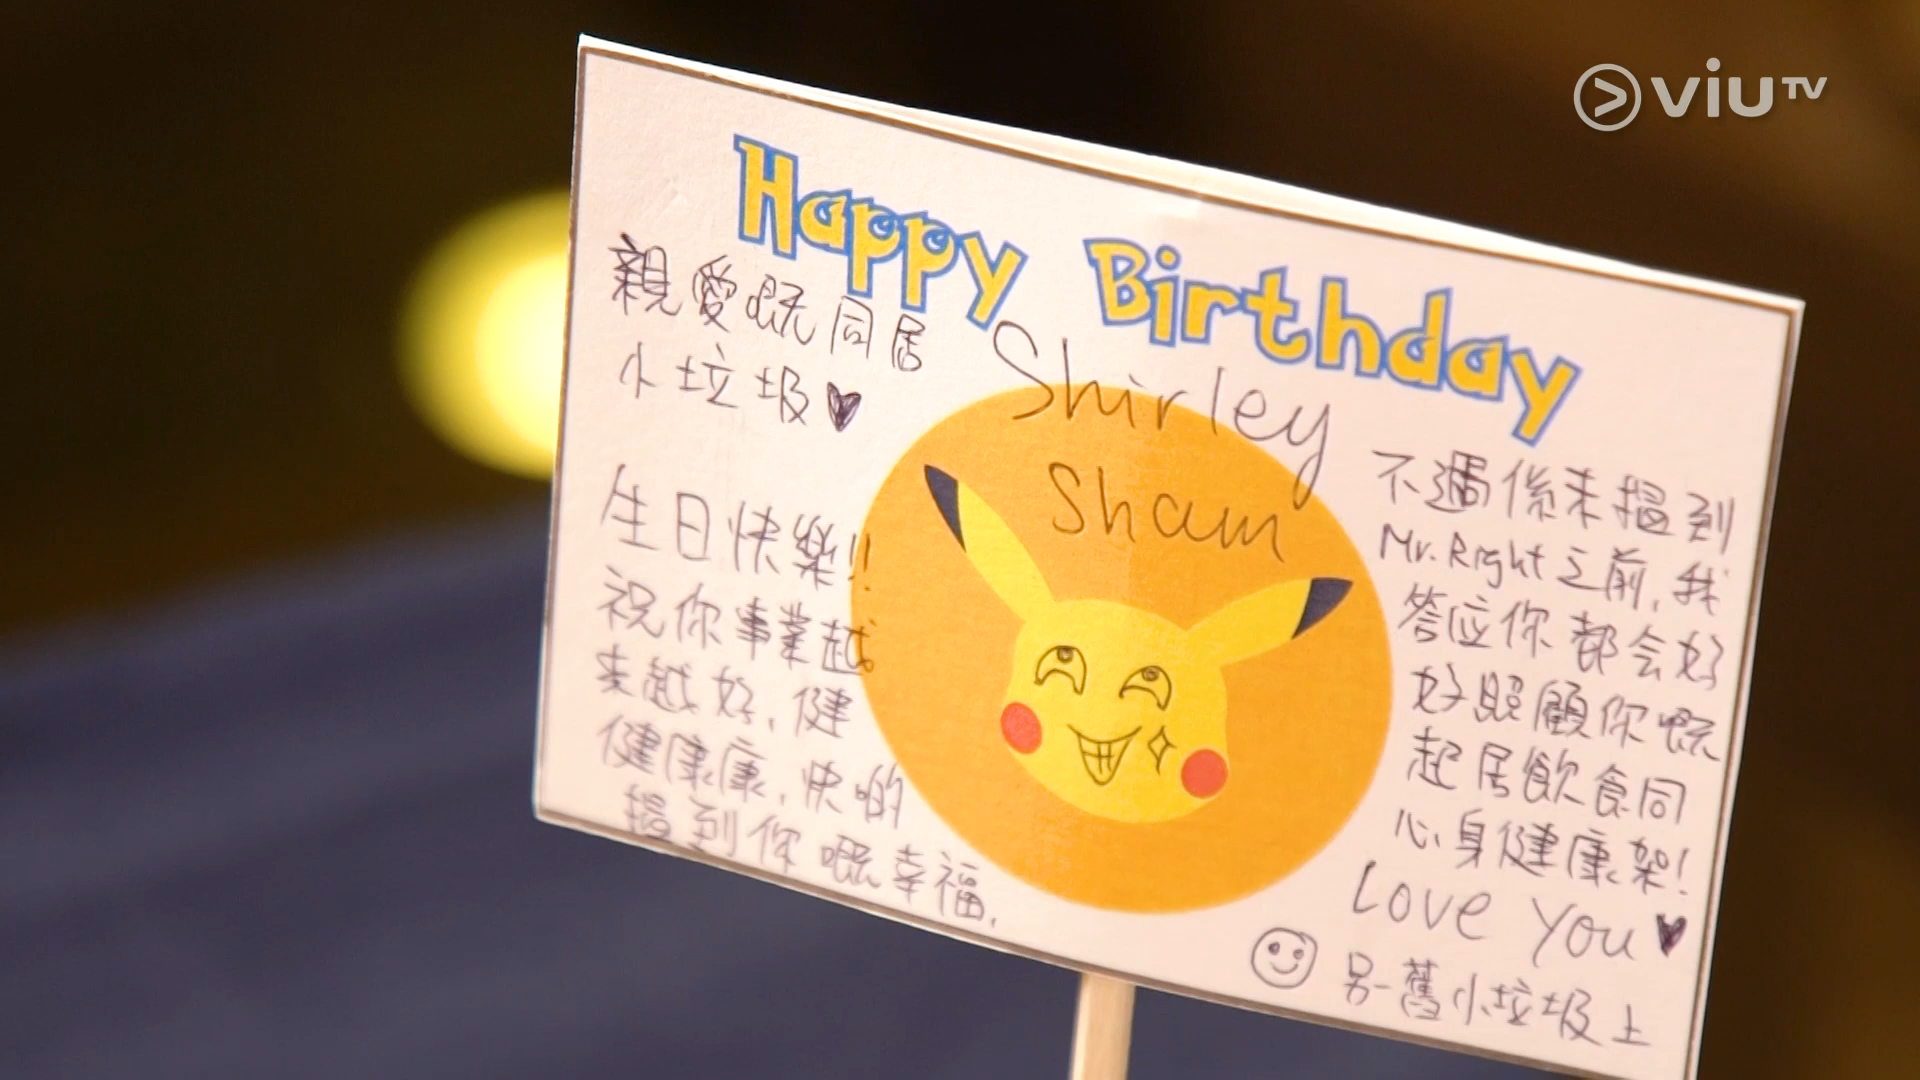 viuTV
Happy Birthday
Shirley
Sham
親愛嘅同居
小垃圾♥
生日快樂!!
祝你事業越
來越好, 健
健康康, 快啲
搵到你嘅幸福.
不過係未搵到
Mr. Right 之前, 我
答应你都会好
好照顧你嘅
起居飲食同
心身健康架!
Love You ♥
另一舊小垃圾上